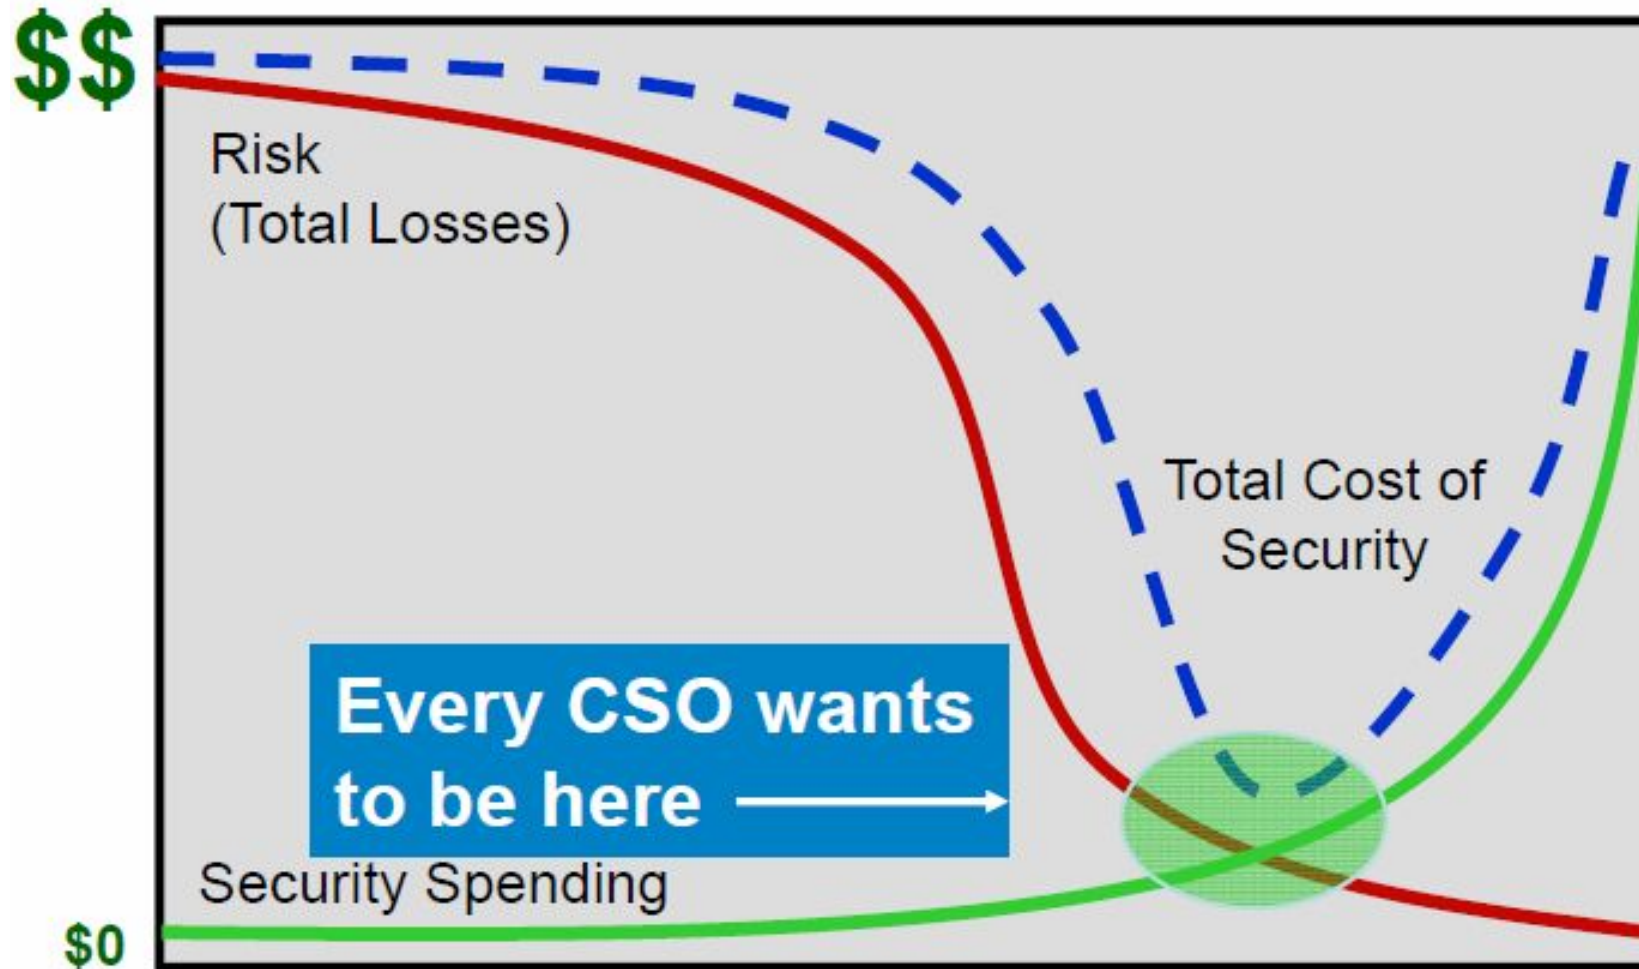 $$
Risk
(Total Losses)
Total Cost of
Security
Every CSO wants
to be here
Security Spending
$0